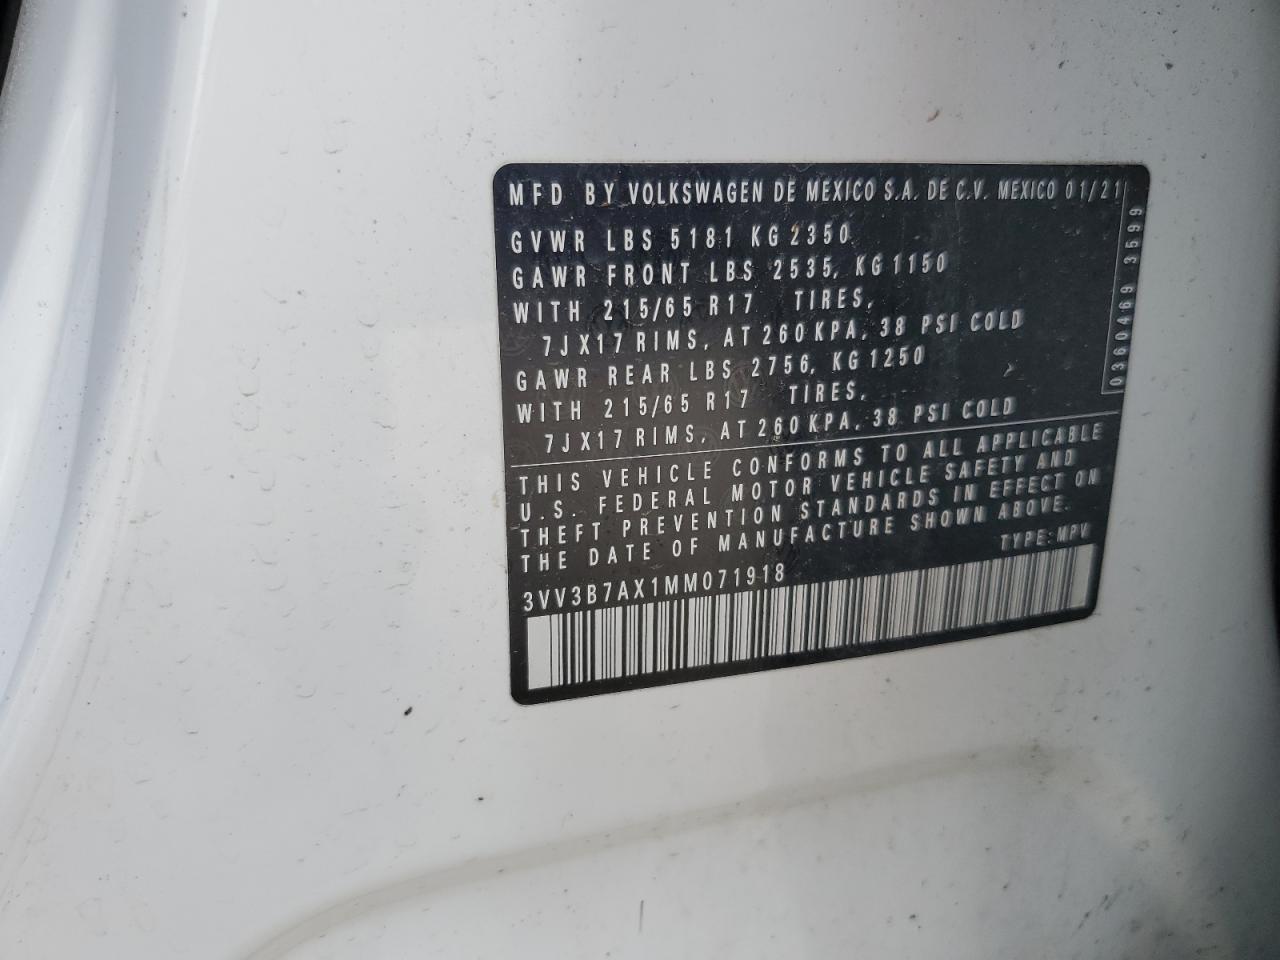 MFD BY VOLKSWAGEN DE MEXICO S.A. DE C.V. MEXICO 01/21
GVWR LBS 5181 KG 2350
GAWR FRONT LBS 2535, KG 1150
WITH 215/65 R17 TIRES,
7JX17 RIMS, AT 260 KPA, 38 PSI COLD
GAWR REAR LBS 2756, KG 1250
WITH 215/65 R17 TIRES,
7JX17 RIMS, AT 260 KPA, 38 PSI COLD
0360469 3599
THIS VEHICLE CONFORMS TO ALL APPLICABLE
U.S. FEDERAL MOTOR VEHICLE SAFETY AND
THEFT PREVENTION STANDARDS IN EFFECT ON
THE DATE OF MANUFACTURE SHOWN ABOVE.
TYPE: MPV
3VV3B7AX1MM071918